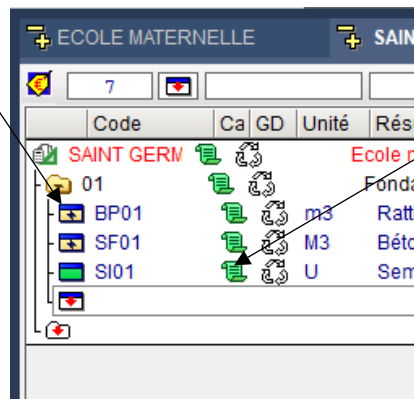 ECOLE MATERNELLE SAIN
7
Code Ca GD Unité Rés
SAINT GERM Ecole
01 Fonda
BP01 m3 Ratt
SF01 M3 Béto
SI01 U Sem